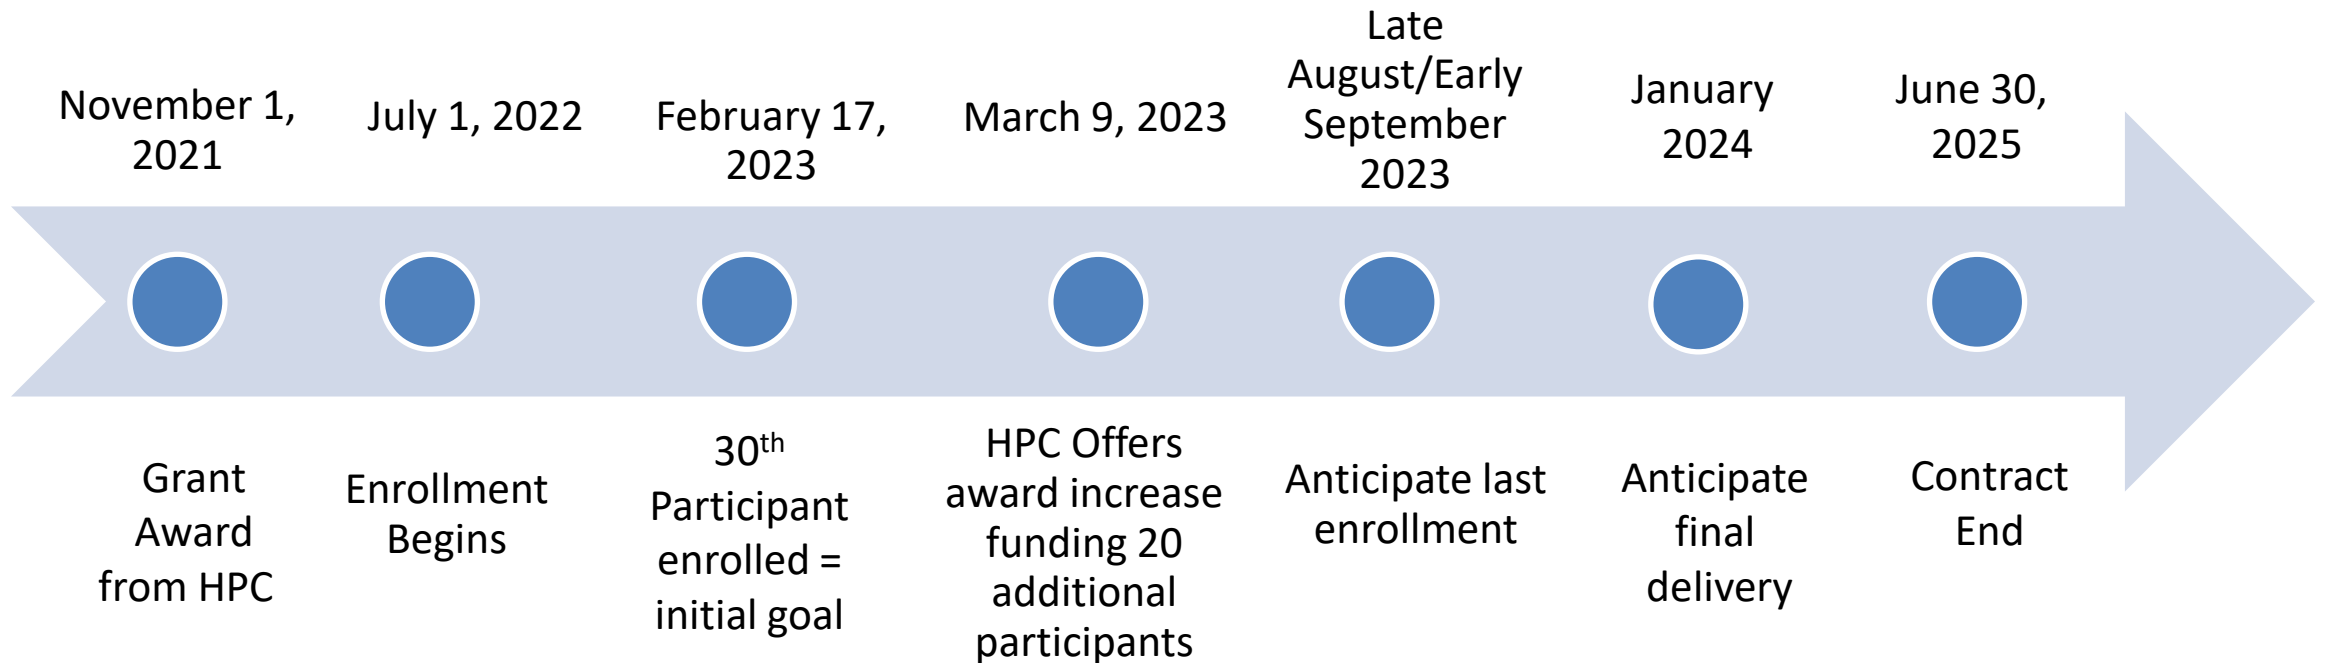 November 1,
2021
July 1, 2022
February 17,
2023
March 9, 2023
Late
August/Early
September
2023
January
2024
June 30,
2025
Grant
Award
from HPC
Enrollment
Begins
30th
Participant
enrolled =
initial goal
HPC Offers
award increase
funding 20
additional
participants
Anticipate last
enrollment
Anticipate
final
delivery
Contract
End